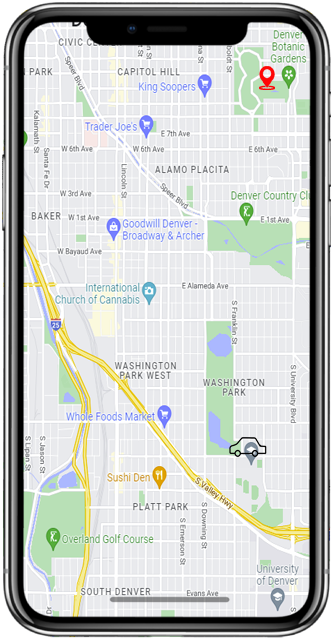 CIVIC CE
Denver
Botanic
Gardens
PARK
CAPITOL HILL
King Soopers
Speer Blvd
Kalamath St
Trader Joe's
E 7th Ave
W 6th Ave
W 6th Ave
E 6th Ave
Santa Fe Dr
Lincoln St
ALAMO PLACITA
W 3rd Ave
Speer Blvd
Denver Country Cl
BAKER
W 1st Ave
E 1st Ave
Goodwill Denver -
Broadway & Archer
W Bayaud Ave
International
Church of Cannabis
E Alameda Ave
S Franklin St
25
WASHINGTON
PARK WEST
WASHINGTON
PARK
S University Blvd
Whole Foods Market
S Lipan St
S Jason St
Sushi Den
S Valley Hwy
PLATT PARK
S Emerson St
S Downing St
Overland Golf Course
University
of Denver
SOUTH DENVER
Evans Ave